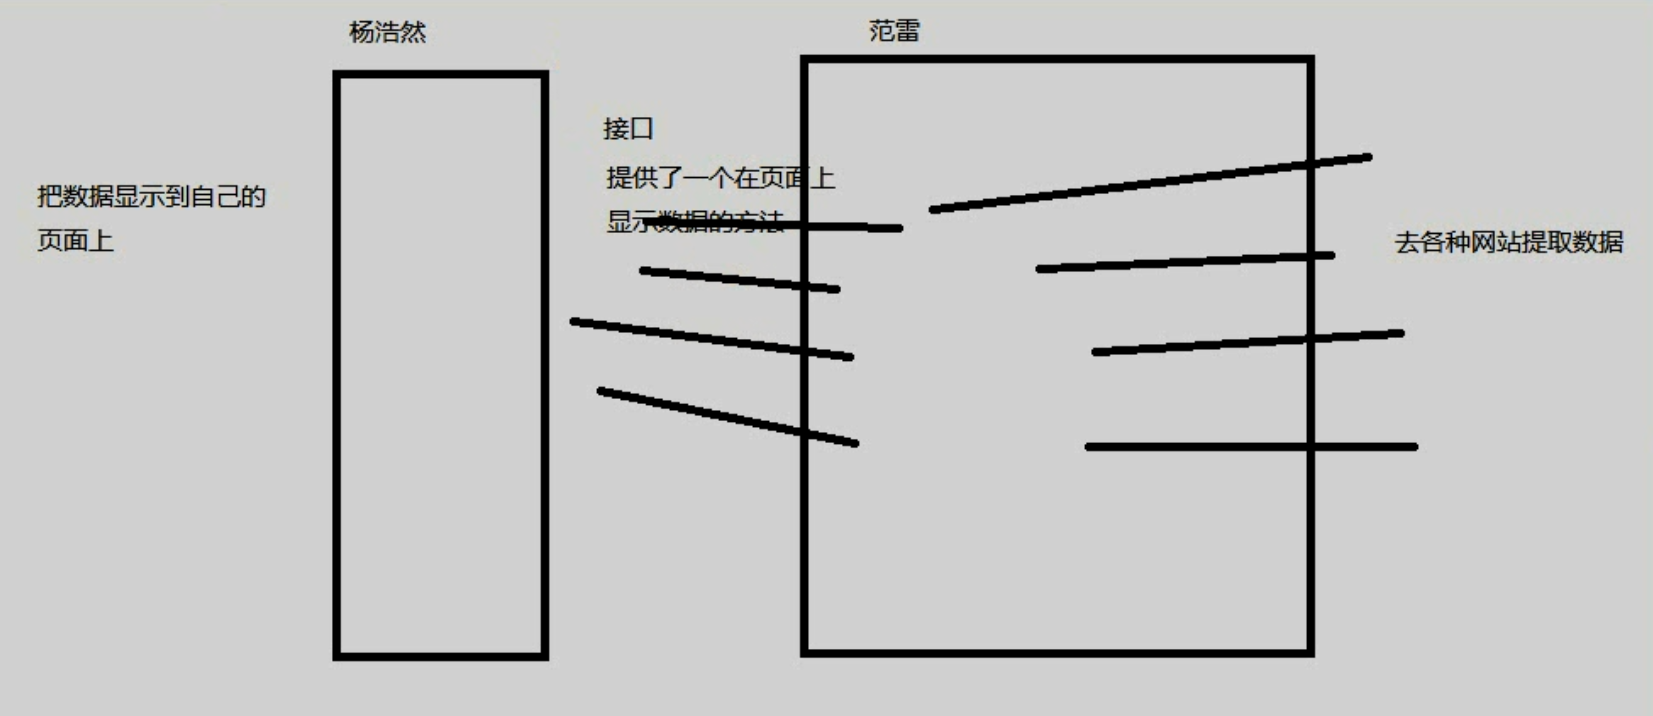 杨浩然
范雷
接口
提供了一个在页面上
显示数据的方法
把数据显示到自己的
页面上
去各种网站提取数据